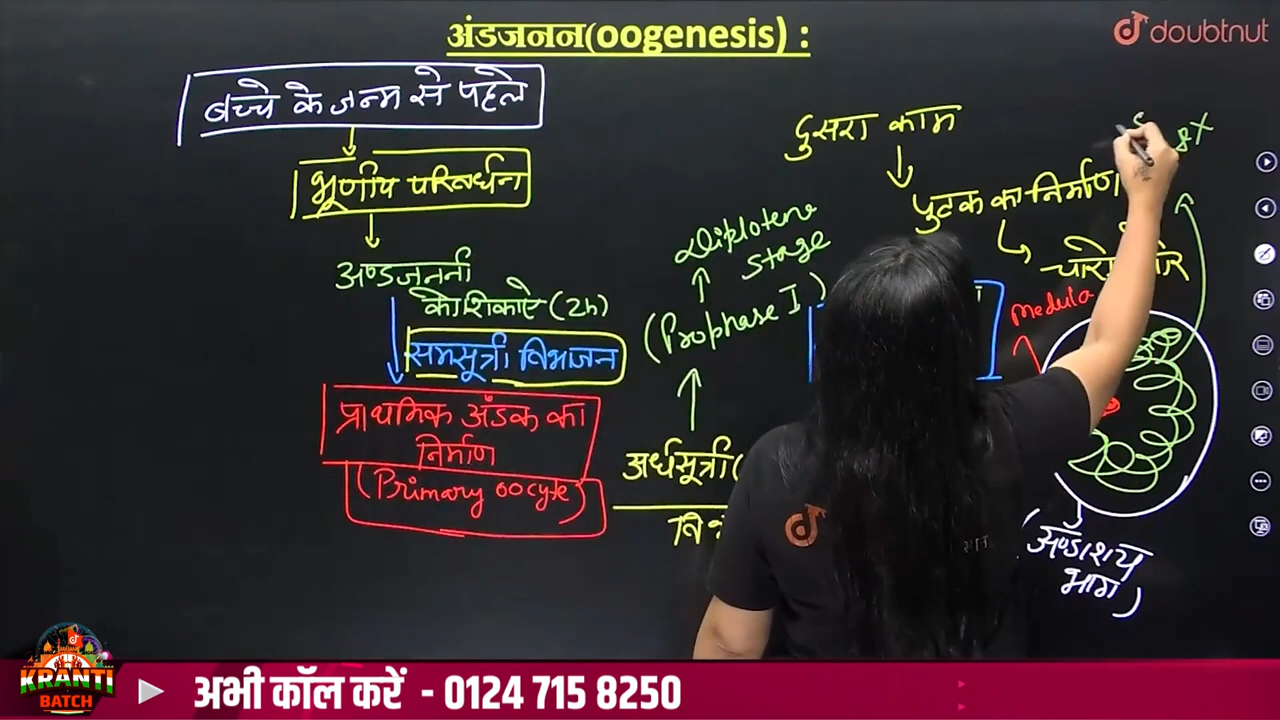 अंडजनन(oogenesis) :
doubtnut
बच्चे के जन्म से पहले
भ्रूणीय परिवर्धन
अण्डजननी
कोशिकाऐ (2n)
समसूत्री विभाजन
प्राथमिक अंडक का
निर्माण
(Primary oocyte)
Diplotene
stage
(Prophase I)
अर्धसूत्री(
दुसरा काम
पुटक का निर्माण
चारो
Medula
(अण्डाशय
भाग)
KRANTI
BATCH
अभी कॉल करें - 0124 715 8250